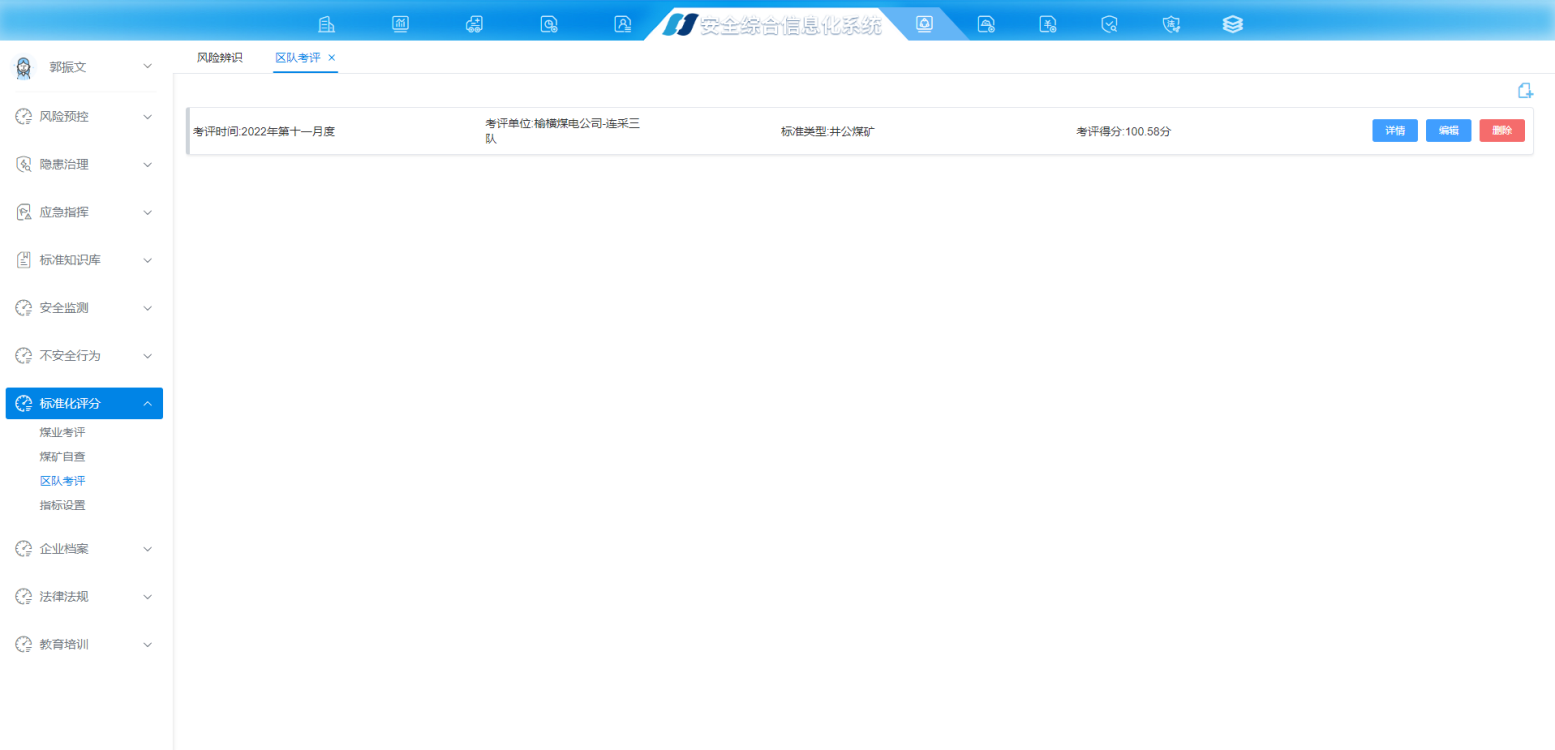 安全综合信息化系统
郭振文
风险辨识
区队考评 ×
风险预控
隐患治理
应急指挥
标准知识库
安全监测
不安全行为
标准化评分
煤业考评
煤矿自查
区队考评
指标设置
企业档案
法律法规
教育培训
考评时间:2022年第十一月度
考评单位:榆横煤电公司-连采三
队
标准类型:井公煤矿
考评得分:100.58分
详情
编辑
删除